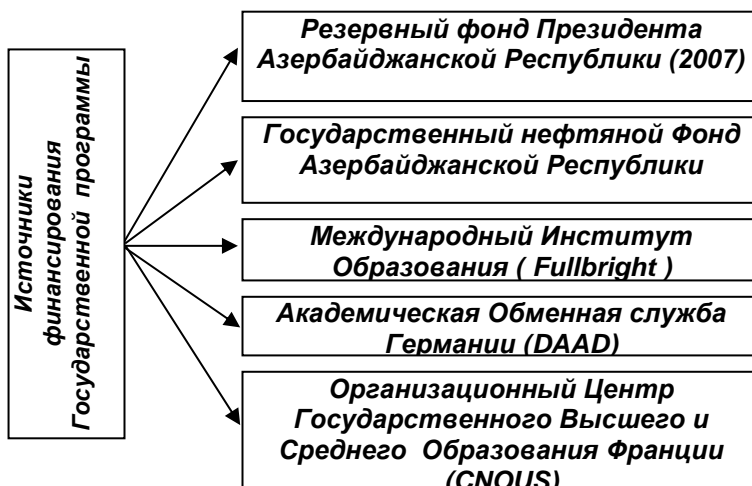 Источники
финансирования
Государственной программы
Резервный фонд Президента
Азербайджанской Республики (2007)
Государственный нефтяной Фонд
Азербайджанской Республики
Международный Институт
Образования ( Fullbright )
Академическая Обменная служба
Германии (DAAD)
Организационный Центр
Государственного Высшего и
Среднего Образования Франции
(CNOUS)